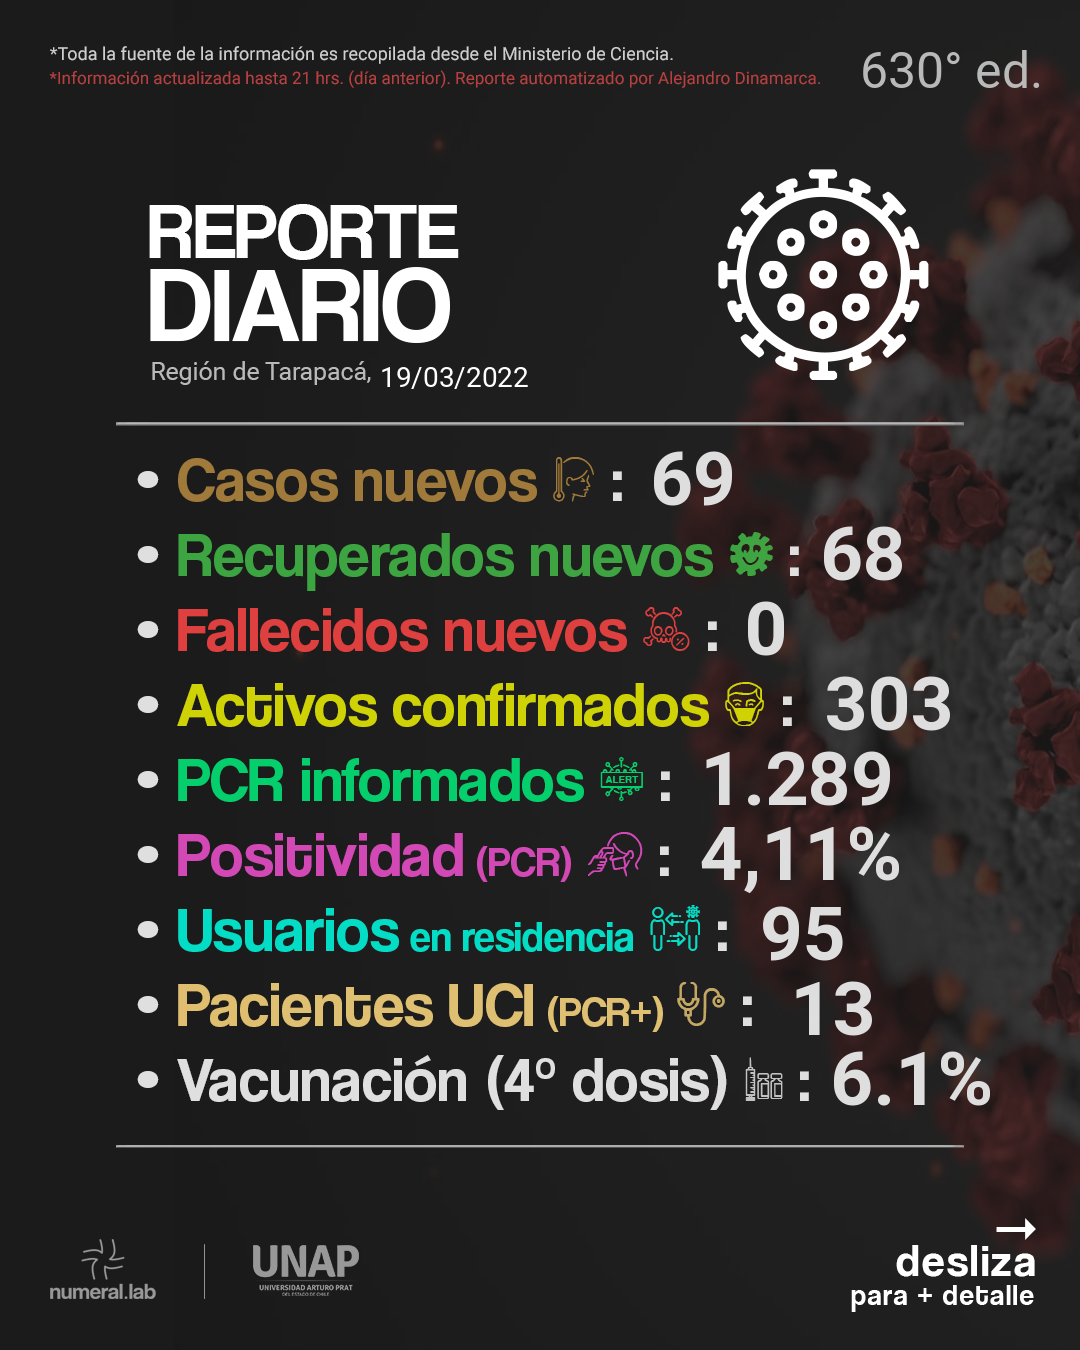 *Toda la fuente de la información es recopilada desde el Ministerio de Ciencia.
*Información actualizada hasta 21 hrs. (día anterior). Reporte automatizado por Alejandro Dinamarca.
630° ed.
REPORTE
DIARIO
Región de Tarapacá, 19/03/2022
• Casos nuevos : 69
• Recuperados nuevos : 68
• Fallecidos nuevos : 0
• Activos confirmados : 303
• PCR informados ALERT : 1.289
• Positividad (PCR) : 4,11%
• Usuarios en residencia : 95
• Pacientes UCI (PCR+) : 13
• Vacunación (4º dosis) : 6.1%
numeral.lab
UNAP
UNIVERSIDAD ARTURO PRAT
DEL ESTADO DE CHILE
→
desliza
para + detalle